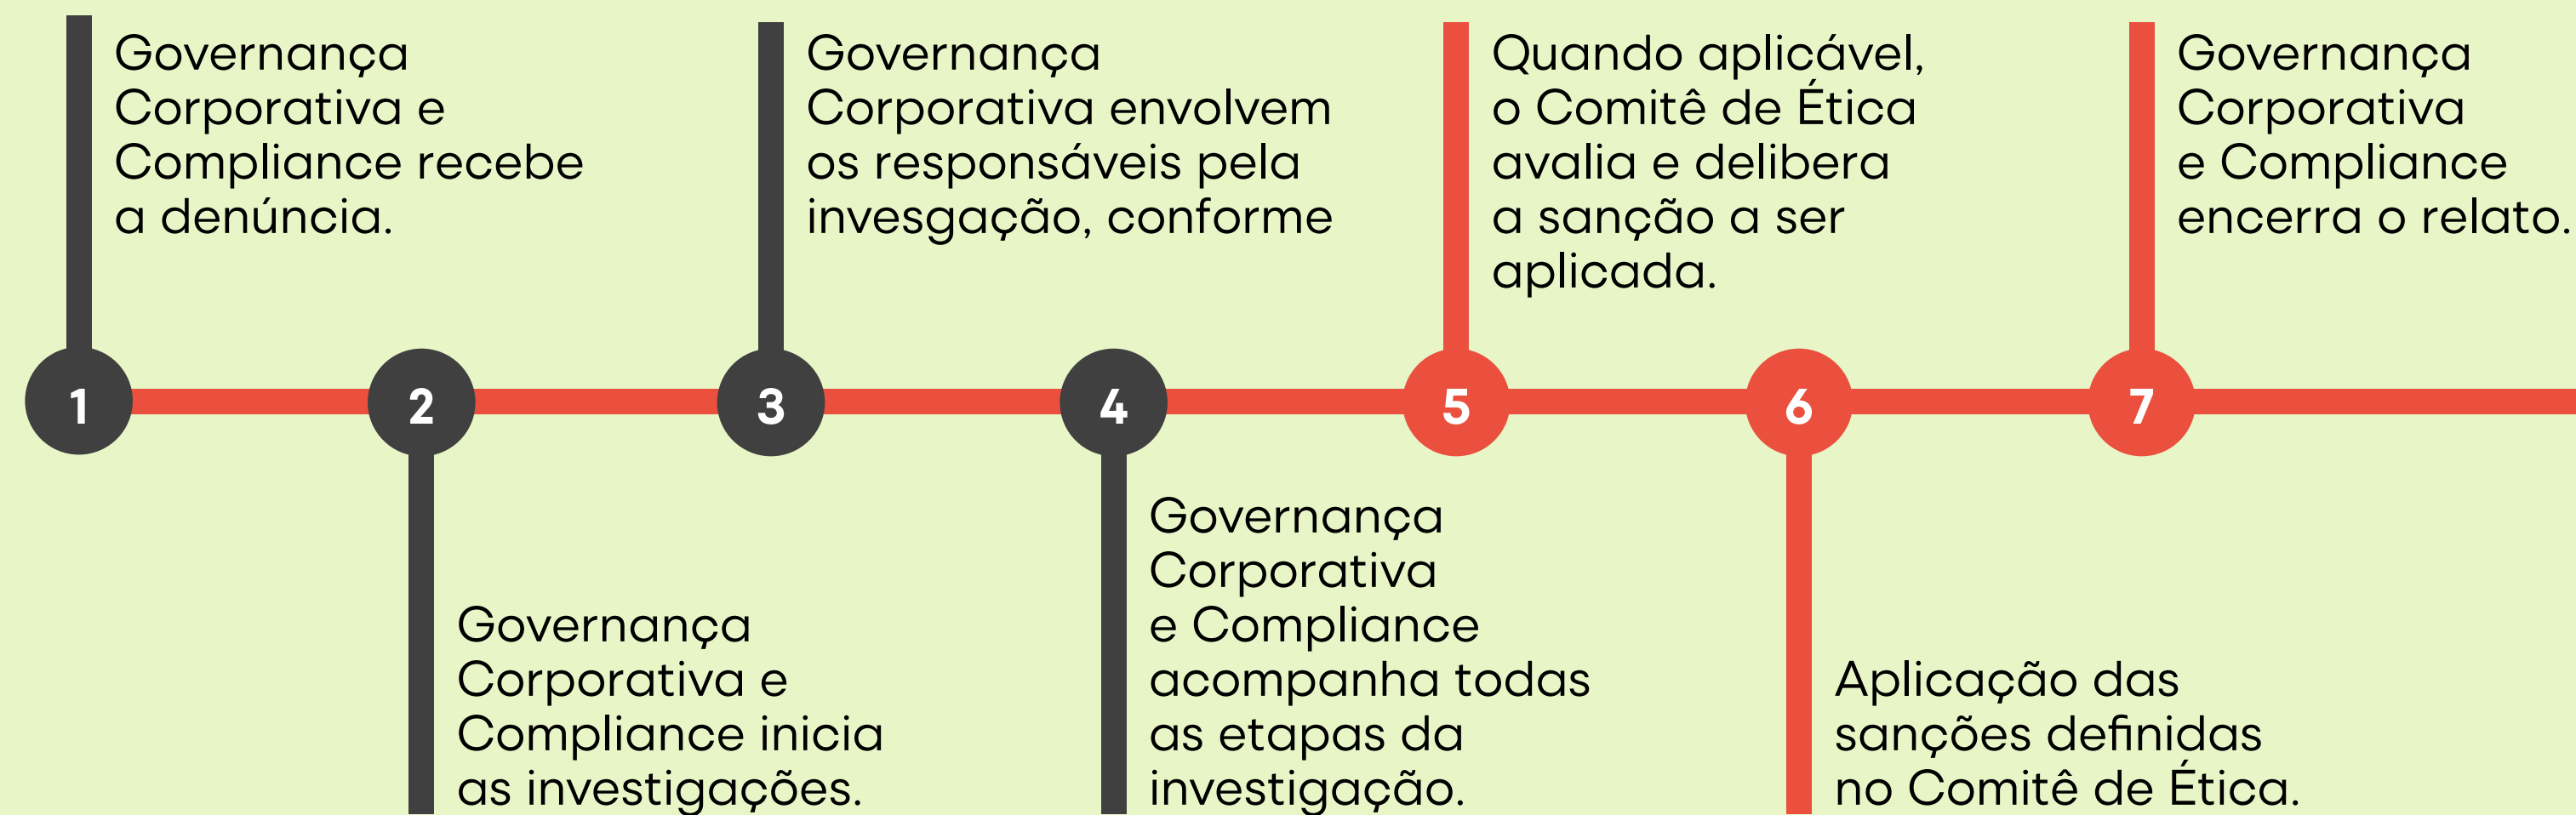 Governança
Corporativa e
Compliance recebe
a denúncia.
Governança
Corporativa envolvem
os responsáveis pela
invesgação, conforme
Quando aplicável,
o Comitê de Ética
avalia e delibera
a sanção a ser
aplicada.
Governança
Corporativa
e Compliance
encerra o relato.
1
2
3
4
5
6
7
Governança
Corporativa e
Compliance inicia
as investigações.
Governança
Corporativa
e Compliance
acompanha todas
as etapas da
investigação.
Aplicação das
sanções definidas
no Comitê de Ética.